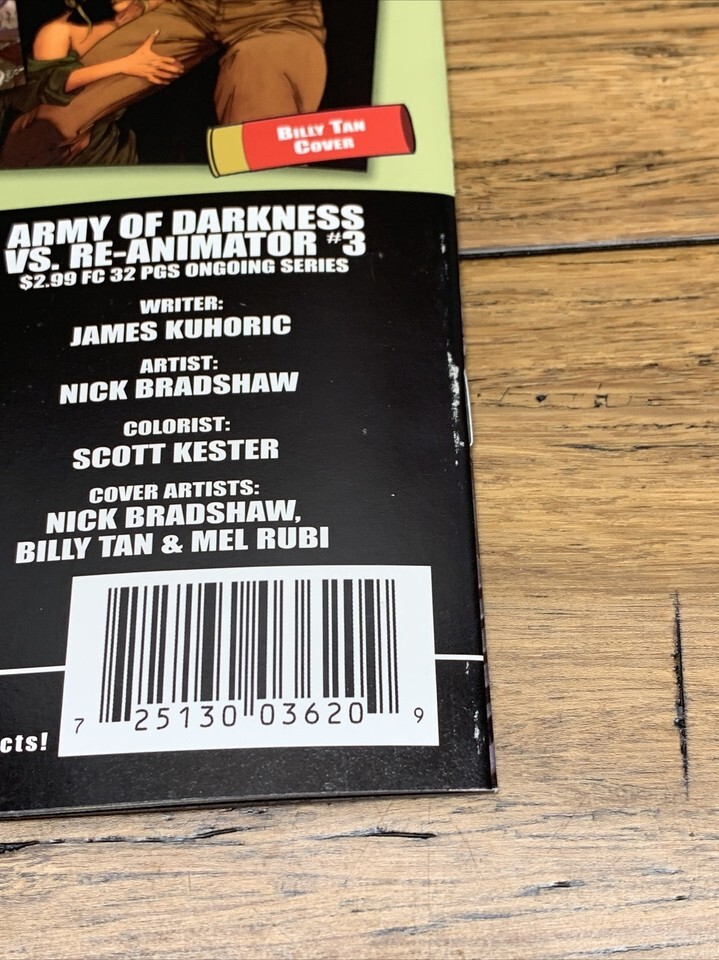 BILLY TAN
COVER
ARMY OF DARKNESS
VS. RE-ANIMATOR #3
$2.99 FC 32 PGS ONGOING SERIES
WRITER:
JAMES KUHORIC
ARTIST:
NICK BRADSHAW
COLORIST:
SCOTT KESTER
COVER ARTISTS:
NICK BRADSHAW,
BILLY TAN & MEL RUBI
7 25130 03620 9
cts!